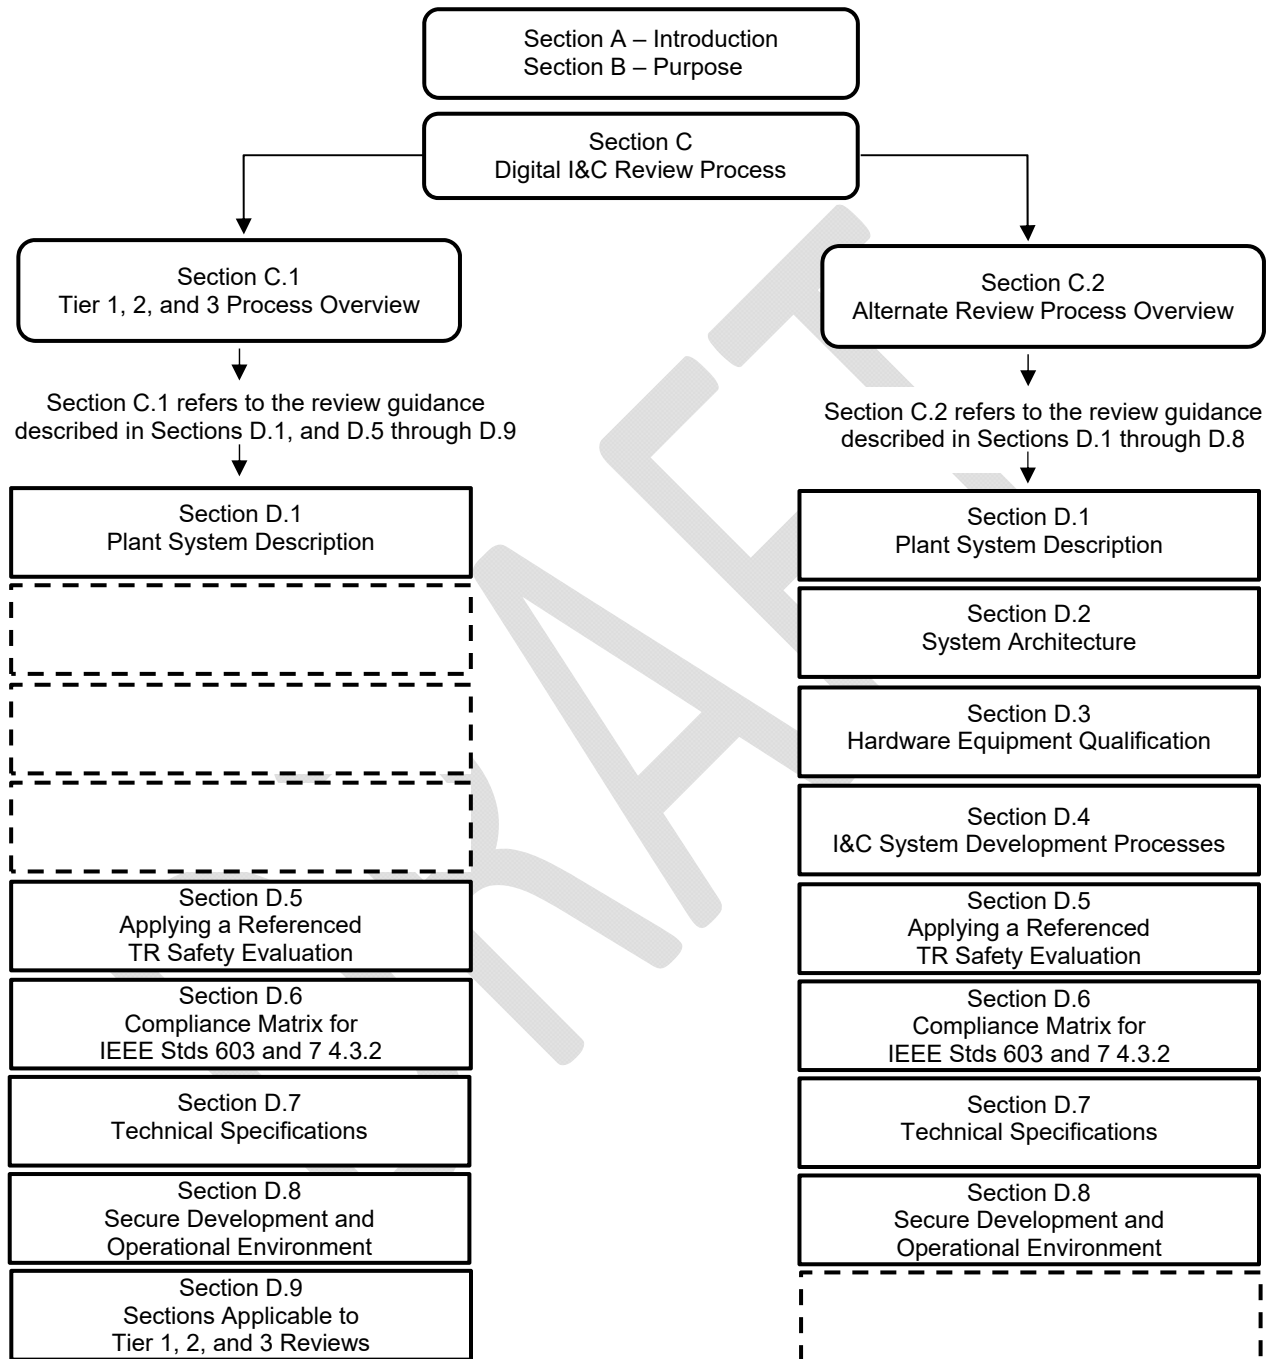 Section A – Introduction
Section B – Purpose
Section C
Digital I&C Review Process
Section C.1
Tier 1, 2, and 3 Process Overview
Section C.2
Alternate Review Process Overview
Section C.1 refers to the review guidance
described in Sections D.1, and D.5 through D.9
Section C.2 refers to the review guidance
described in Sections D.1 through D.8
Section D.1
Plant System Description
Section D.5
Applying a Referenced
TR Safety Evaluation
Section D.6
Compliance Matrix for
IEEE Stds 603 and 7 4.3.2
Section D.7
Technical Specifications
Section D.8
Secure Development and
Operational Environment
Section D.9
Sections Applicable to
Tier 1, 2, and 3 Reviews
Section D.1
Plant System Description
Section D.2
System Architecture
Section D.3
Hardware Equipment Qualification
Section D.4
I&C System Development Processes
Section D.5
Applying a Referenced
TR Safety Evaluation
Section D.6
Compliance Matrix for
IEEE Stds 603 and 7 4.3.2
Section D.7
Technical Specifications
Section D.8
Secure Development and
Operational Environment
DRAFT